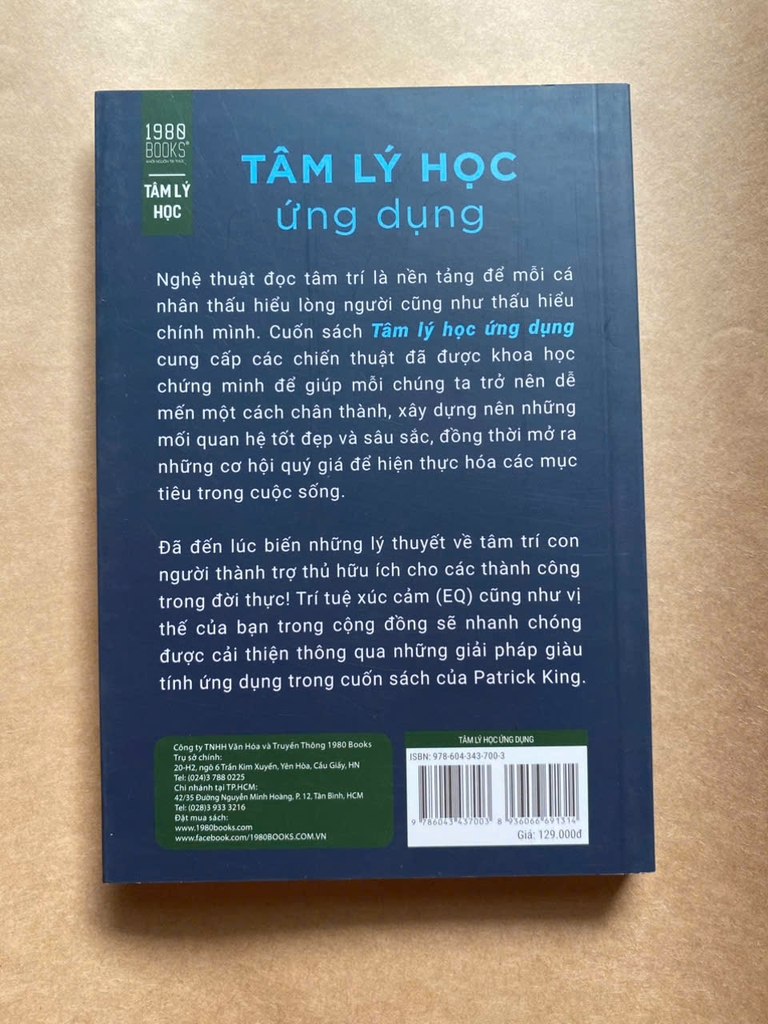 1980
BOOKS®
KHƠI NGUỒN TRI THỨC
TÂM LÝ
HỌC
TÂM LÝ HỌC
ứng dụng
Nghệ thuật đọc tâm trí là nền tảng để mỗi cá
nhân thấu hiểu lòng người cũng như thấu hiểu
chính mình. Cuốn sách Tâm lý học ứng dụng
cung cấp các chiến thuật đã được khoa học
chứng minh để giúp mỗi chúng ta trở nên dễ
mến một cách chân thành, xây dựng nên những
mối quan hệ tốt đẹp và sâu sắc, đồng thời mở ra
những cơ hội quý giá để hiện thực hóa các mục
tiêu trong cuộc sống.
Đã đến lúc biến những lý thuyết về tâm trí con
người thành trợ thủ hữu ích cho các thành công
trong đời thực! Trí tuệ xúc cảm (EQ) cũng như vị
thế của bạn trong cộng đồng sẽ nhanh chóng
được cải thiện thông qua những giải pháp giàu
tính ứng dụng trong cuốn sách của Patrick King.
Công ty TNHH Văn Hóa và Truyền Thông 1980 Books
Trụ sở chính:
20-H2, ngõ 6 Trần Kim Xuyến, Yên Hòa, Cầu Giấy, HN
Tel: (024)3 788 0225
Chi nhánh tại TP.HCM:
42/35 Đường Nguyễn Minh Hoàng, P. 12, Tân Bình, HCM
Tel: (028)3 933 3216
Đặt mua sách:
www.1980books.com
www.facebook.com/1980BOOKS.COM.VN
TÂM LÝ HỌC ỨNG DỤNG
ISBN: 978-604-343-700-3
9 786043 437003
8 936066 691314
Giá: 129.000đ